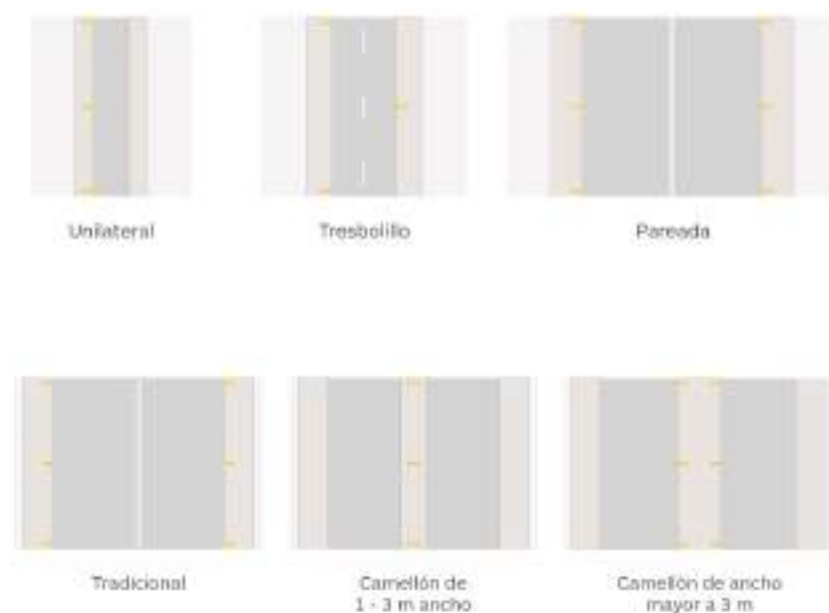 Unilateral
Tresbolillo
Pareada
Tradicional
Camellón de
1 - 3 m ancho
Camellón de ancho
mayor a 3 m